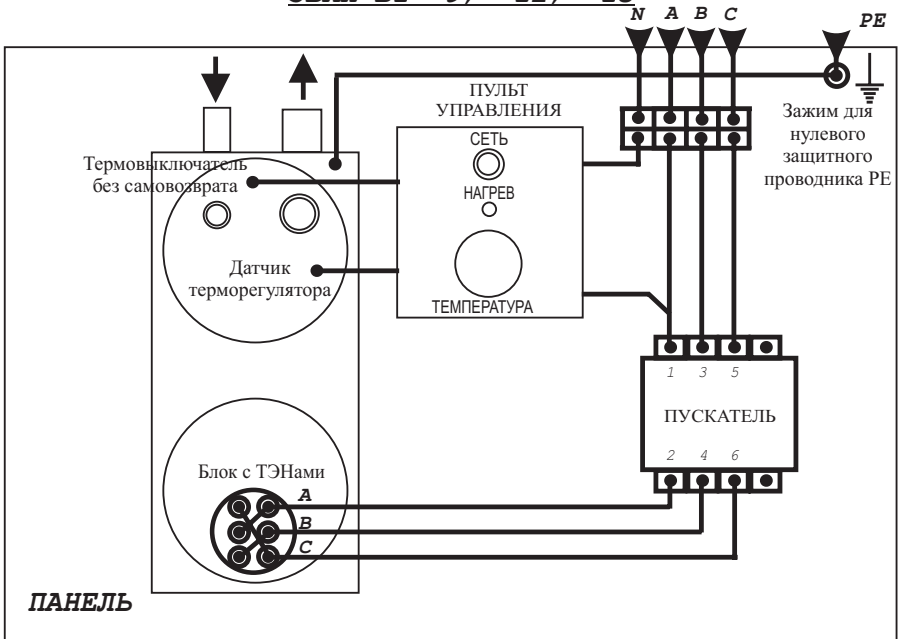 N A B C
PE
ПУЛЬТ
УПРАВЛЕНИЯ
СЕТЬ
НАГРЕВ
ТЕМПЕРАТУРА
Зажим для
нулевого
защитного
проводника PE
Термовыключатель
без самовозврата
Датчик
терморегулятора
1 3 5
ПУСКАТЕЛЬ
2 4 6
Блок с ТЭНами
A
B
C
ПАНЕЛЬ